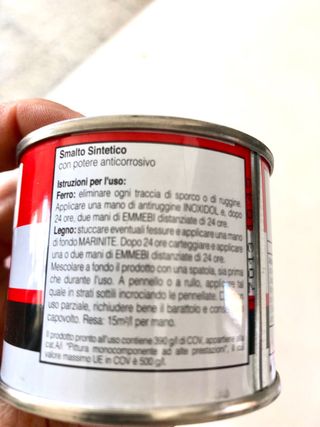 Smalto Sintetico
con potere anticorrosivo
Istruzioni per l'uso:
Ferro: eliminare ogni traccia di sporco o di ruggine.
Applicare una mano di antiruggine INOXIDOL e, dopo
24 ore, due mani di EMMEBI distanziate di 24 ore.
Legno: stuccare eventuali fessure e applicare una mano
di fondo MARINITE. Dopo 24 ore carteggiare e applicare
una o due mani di EMMEBI distanziate di 24 ore.
Mescolare a fondo il prodotto con una spatola, sia prima
che durante l'uso. A pennello o a rullo, applicare tal
quale in strati sottili incrociando le pennellate.
uso parziale, richiudere bene il barattolo e
capovolto. Resa: 15m²/l per mano.
Il prodotto pronto all'uso contiene 390 g/l di COV, appartiene alla
cat. A/i "Pitture monocomponente ad alte prestazioni", il cui
valore massimo UE in COV è 500 g/l.